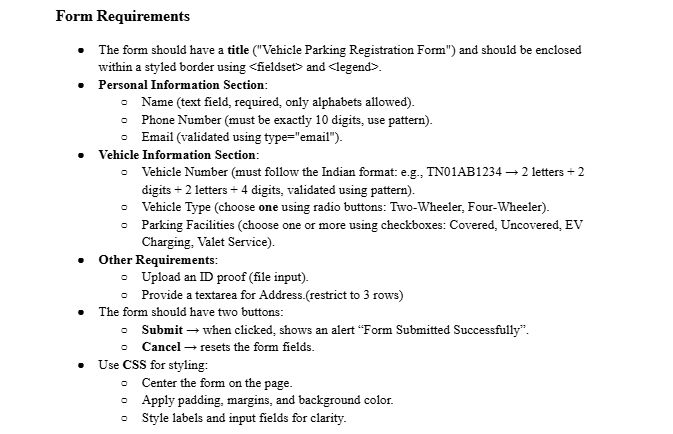 Form Requirements
• The form should have a title ("Vehicle Parking Registration Form") and should be enclosed
within a styled border using <fieldset> and <legend>.
• Personal Information Section:
○ Name (text field, required, only alphabets allowed).
○ Phone Number (must be exactly 10 digits, use pattern).
○ Email (validated using type="email").
• Vehicle Information Section:
○ Vehicle Number (must follow the Indian format: e.g., TN01AB1234 → 2 letters + 2
digits + 2 letters + 4 digits, validated using pattern).
○ Vehicle Type (choose one using radio buttons: Two-Wheeler, Four-Wheeler).
○ Parking Facilities (choose one or more using checkboxes: Covered, Uncovered, EV
Charging, Valet Service).
• Other Requirements:
○ Upload an ID proof (file input).
○ Provide a textarea for Address.(restrict to 3 rows)
• The form should have two buttons:
○ Submit → when clicked, shows an alert “Form Submitted Successfully”.
○ Cancel → resets the form fields.
• Use CSS for styling:
○ Center the form on the page.
○ Apply padding, margins, and background color.
○ Style labels and input fields for clarity.